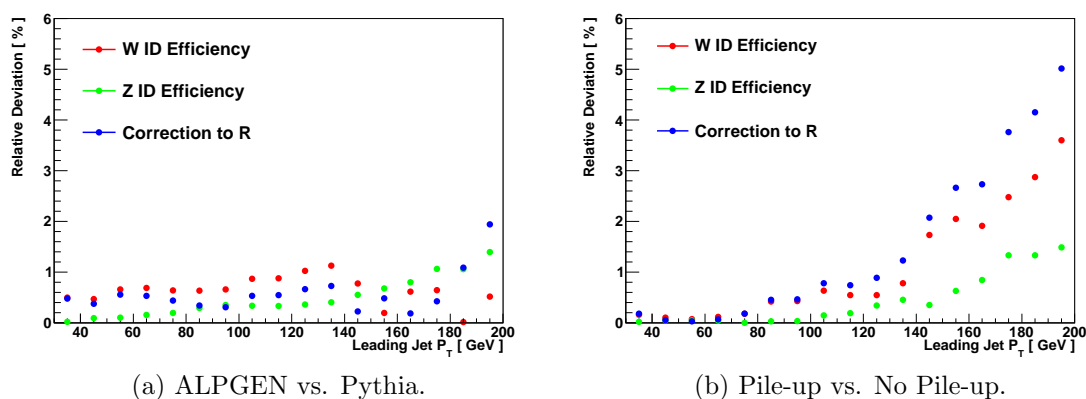 Relative Deviation [ % ]
6
5
4
3
2
1
0
W ID Efficiency
Z ID Efficiency
Correction to R
40 60 80 100 120 140 160 180 200
Leading Jet P_T [ GeV ]
(a) ALPGEN vs. Pythia.
Relative Deviation [ % ]
6
5
4
3
2
1
0
W ID Efficiency
Z ID Efficiency
Correction to R
40 60 80 100 120 140 160 180 200
Leading Jet P_T [ GeV ]
(b) Pile-up vs. No Pile-up.